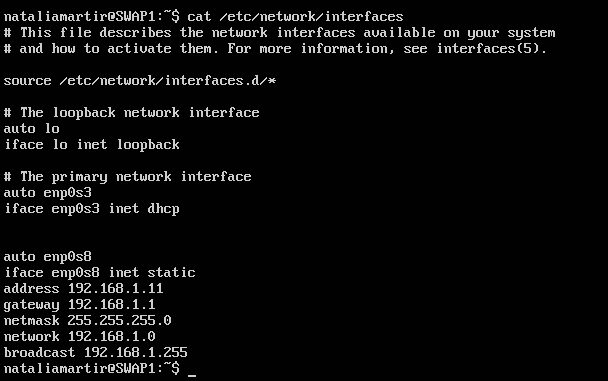 nataliamartir@SWAP1:~$ cat /etc/network/interfaces
# This file describes the network interfaces available on your system
# and how to activate them. For more information, see interfaces(5).
source /etc/network/interfaces.d/*
# The loopback network interface
auto lo
iface lo inet loopback
# The primary network interface
auto enp0s3
iface enp0s3 inet dhcp
auto enp0s8
iface enp0s8 inet static
address 192.168.1.11
gateway 192.168.1.1
netmask 255.255.255.0
network 192.168.1.0
broadcast 192.168.1.255
nataliamartir@SWAP1:~$ _